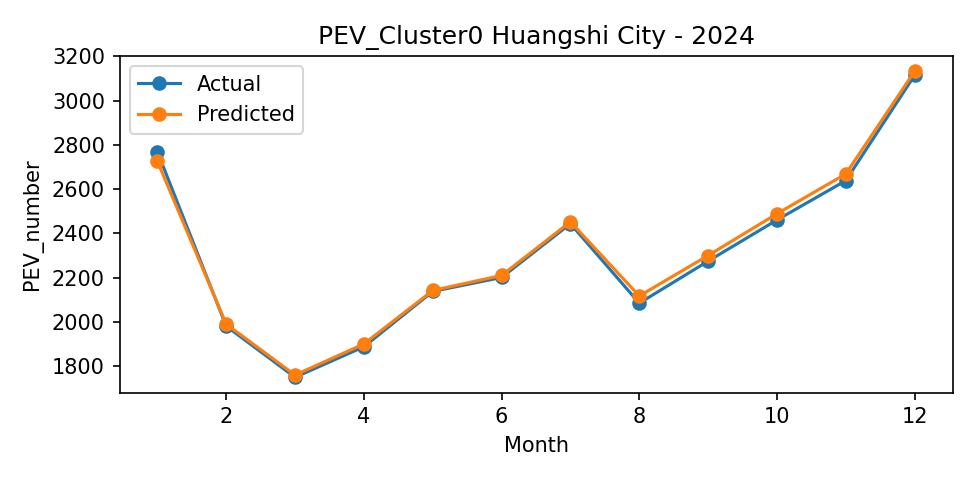 PEV_Cluster0 Huangshi City - 2024
Actual
Predicted
PEV_number
3200
3000
2800
2600
2400
2200
2000
1800
2 4 6 8 10 12
Month